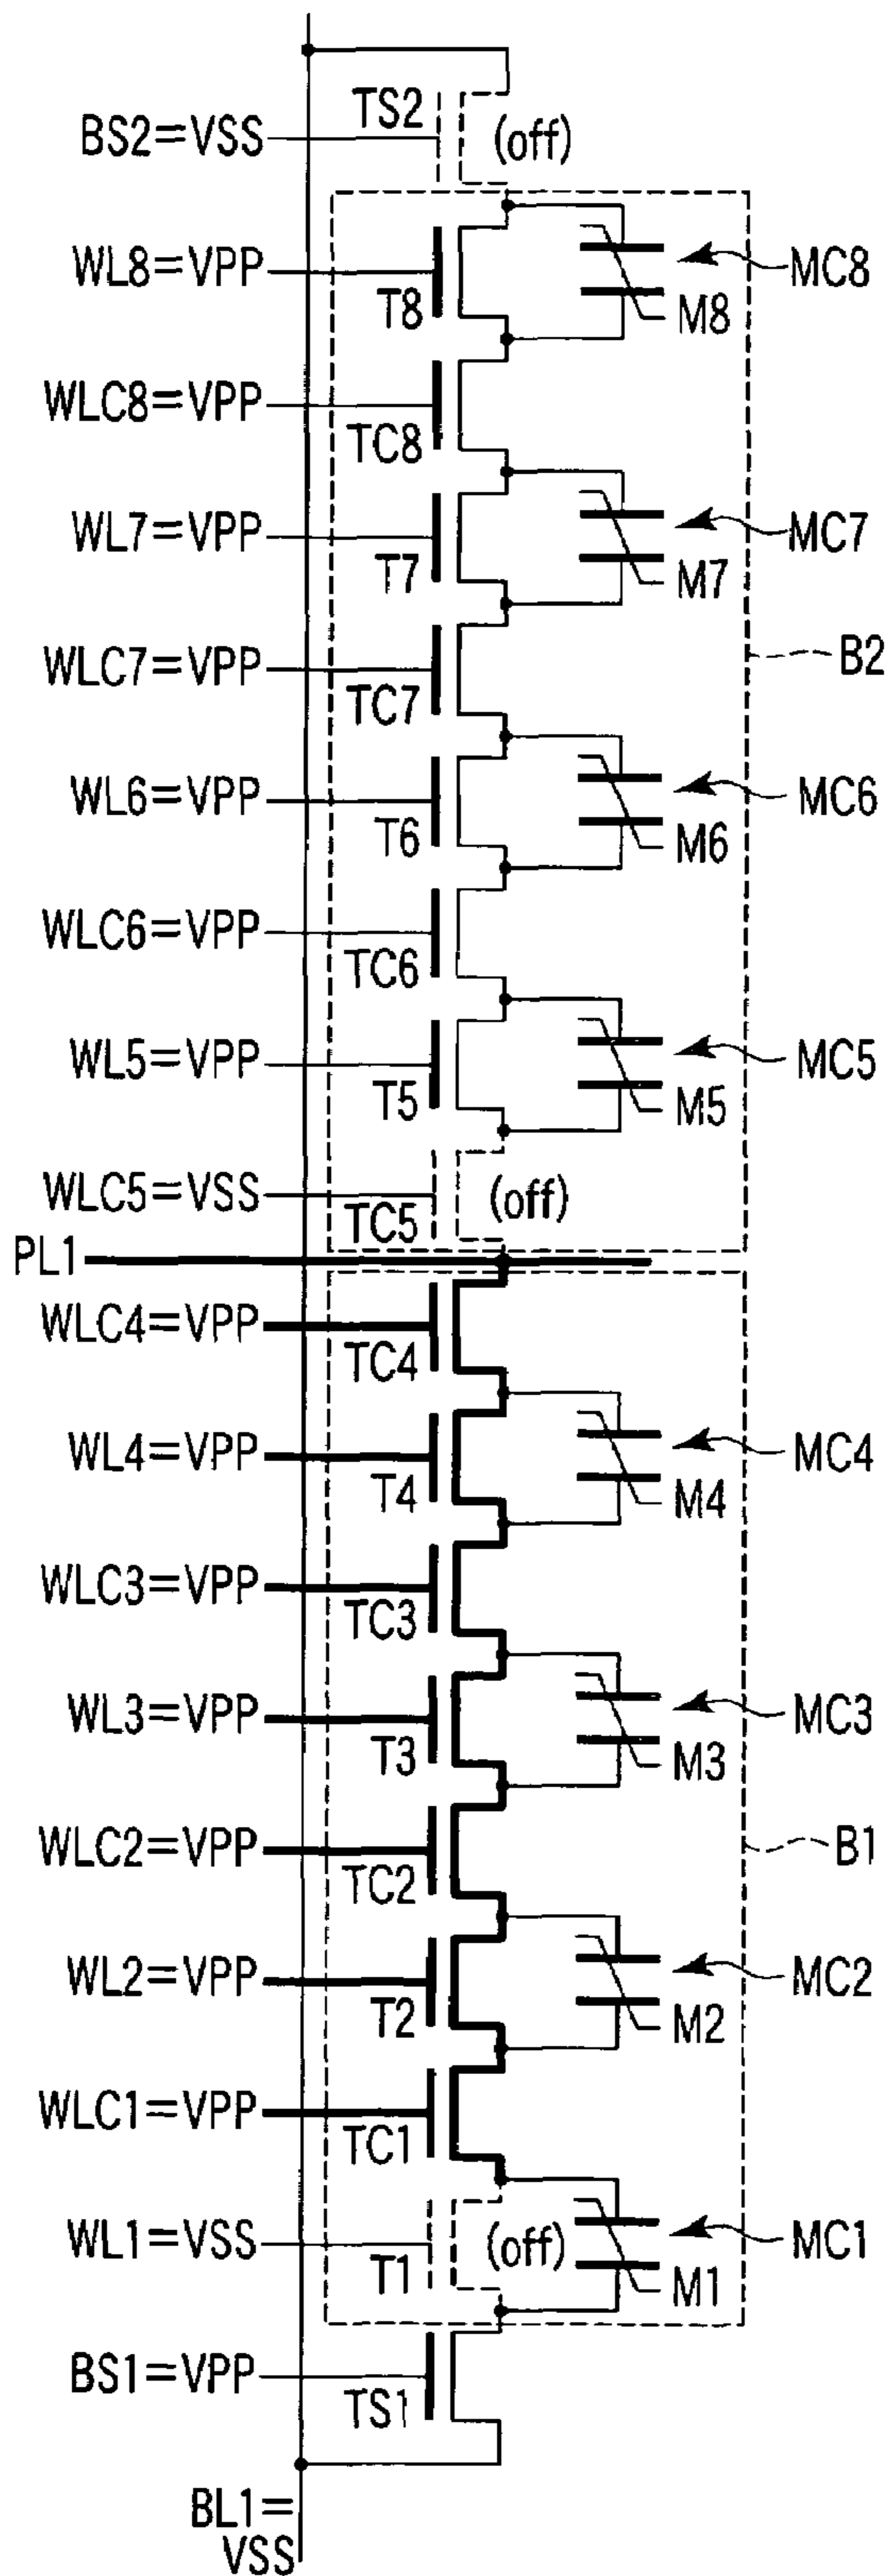 TS2
BS2=VSS
(off)
WL8=VPP
MC8
T8
M8
WLC8=VPP
TC8
WL7=VPP
MC7
T7
M7
WLC7=VPP
B2
TC7
WL6=VPP
MC6
T6
M6
WLC6=VPP
TC6
WL5=VPP
MC5
T5
M5
WLC5=VSS
(off)
TC5
PL1
WLC4=VPP
TC4
WL4=VPP
MC4
T4
M4
WLC3=VPP
TC3
WL3=VPP
MC3
T3
M3
WLC2=VPP
B1
TC2
WL2=VPP
MC2
T2
M2
WLC1=VPP
TC1
WL1=VSS
(off)
MC1
T1
M1
BS1=VPP
TS1
BL1=
VSS